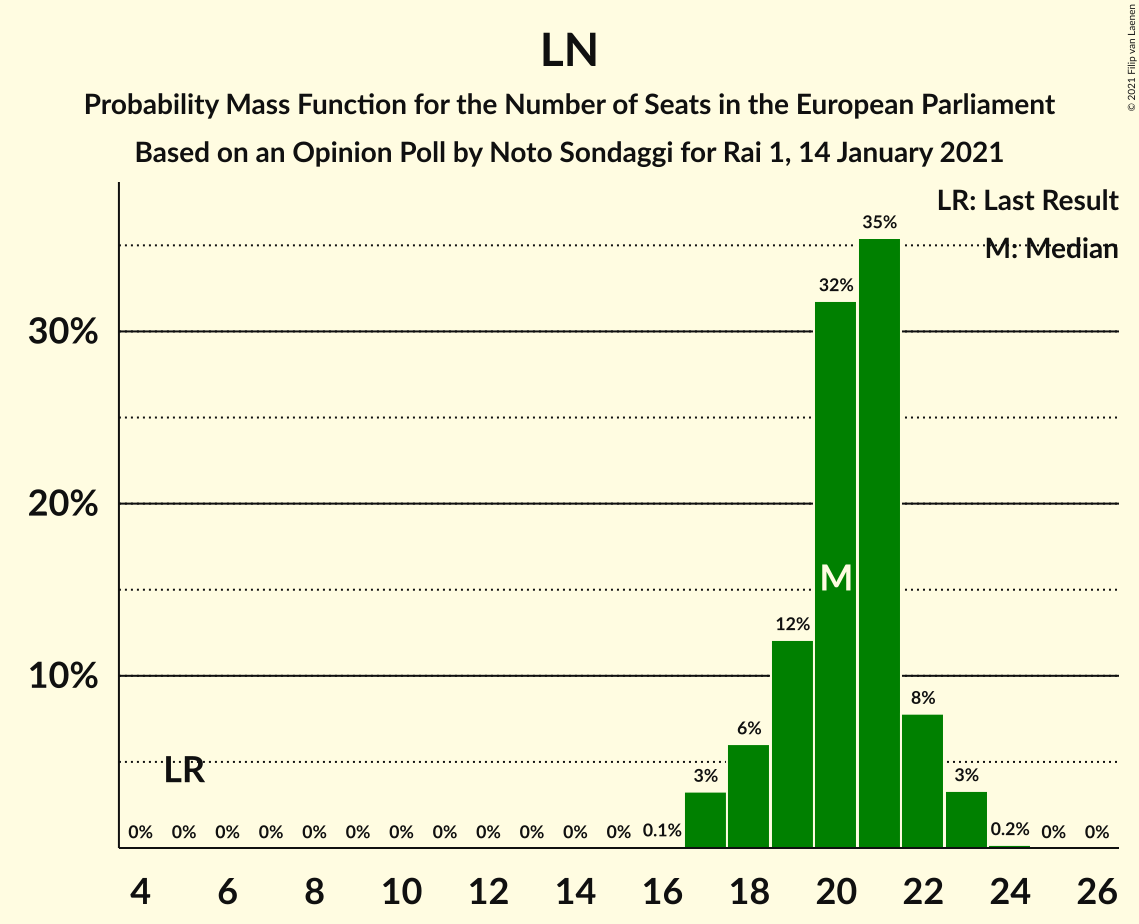 LN
Probability Mass Function for the Number of Seats in the European Parliament
Based on an Opinion Poll by Noto Sondaggi for Rai 1, 14 January 2021
© 2021 Filip van Laenen
LR: Last Result
M: Median
35%
32%
30%
20%
M
12%
10%
8%
6%
LR
3%
3%
0% 0% 0% 0% 0% 0% 0% 0% 0% 0% 0% 0% 0.1% 0.2% 0% 0%
4 6 8 10 12 14 16 18 20 22 24 26